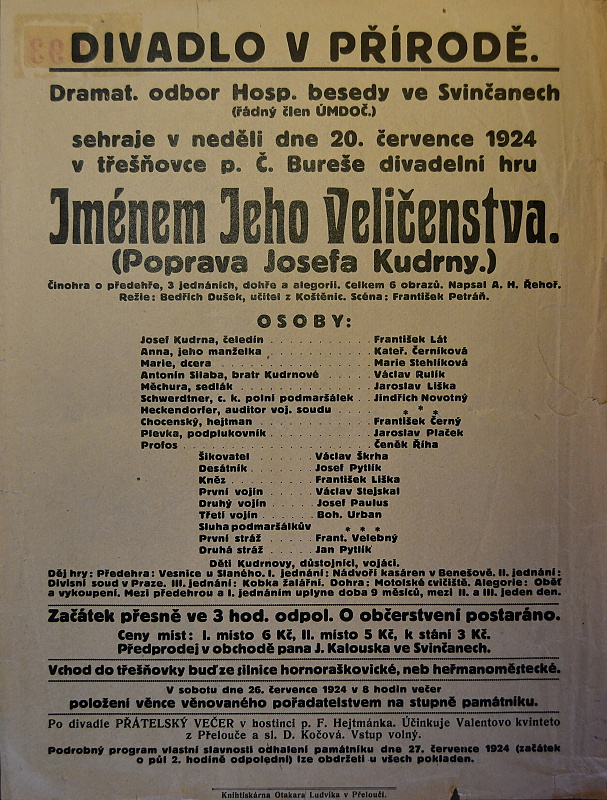 DIVADLO V PŘÍRODĚ.
Dramat. odbor Hosp. besedy ve Svinčanech
(řádný člen ÚMDOČ.)
sehraje v neděli dne 20. července 1924
v třešňovce p. Č. Bureše divadelní hru
Jménem Jeho Veličenstva.
(Poprava Josefa Kudrny.)
Činohra o předehře, 3 jednáních, dohře a alegorii. Celkem 6 obrazů. Napsal A. H. Řehoř.
Režie: Bedřich Dušek, učitel z Koštěnic. Scéna: František Petráň.
OSOBY:
Josef Kudrna, čeledín . . . . . . . . . František Lát
Anna, jeho manželka . . . . . . . . . Kateř. Černíková
Marie, dcera . . . . . . . . . Marie Stehlíková
Antonín Silaba, bratr Kudrnové . . . . . Václav Rulík
Měchura, sedlák . . . . . . . . . Jaroslav Liška
Schwerdtner, c. k. polní podmaršálek . Jindřich Novotný
Heckendorfer, auditor voj. soudu . . . . * * *
Chocenský, hejtman . . . . . . . . . František Černý
Plevka, podplukovník . . . . . . . . . Jaroslav Plaček
Profos . . . . . . . . . Čeněk Říha
Šikovatel . . . . . . Václav Škrha
Desátník . . . . . . Josef Pytlík
Kněz . . . . . . František Liška
První vojín . . . . . Václav Stejskal
Druhý vojín . . . . . Josef Paulus
Třetí vojín . . . . . Boh. Urban
Sluha podmaršálkův * * *
První stráž . . . . . Frant. Velebný
Druhá stráž . . . . . Jan Pytlík
Děti Kudrnovy, důstojníci, vojáci.
Děj hry: Předehra: Vesnice u Slaného. I. jednání: Nádvoří kasáren v Benešově. II. jednání:
Divisní soud v Praze. III. jednání: Kobka žalářní. Dohra: Motolské cvičiště. Alegorie: Oběť
a vykoupení. Mezi předehrou a I. jednáním uplyne doba 9 měsíců, mezi II. a III. jeden den.
Začátek přesně ve 3 hod. odpol. O občerstvení postaráno.
Ceny míst: I. místo 6 Kč, II. místo 5 Kč, k stání 3 Kč.
Předprodej v obchodě pana J. Kalouska ve Svinčanech.
Vchod do třešňovky buď ze silnice hornoraškovické, neb heřmanoměstecké.
V sobotu dne 26. července 1924 v 8 hodin večer
položení věnce věnovaného pořadatelstvem na stupně památníku.
Po divadle PŘÁTELSKÝ VEČER v hostinci p. F. Hejtmánka. Účinkuje Valentovo kvinteto
z Přelouče a sl. D. Kočová. Vstup volný.
Podrobný program vlastní slavnosti odhalení památníku dne 27. července 1924 (začátek
o půl 2. hodině odpolední) lze obdržeti u všech pokladen.
Knihtiskárna Otakara Ludvíka v Přelouči.